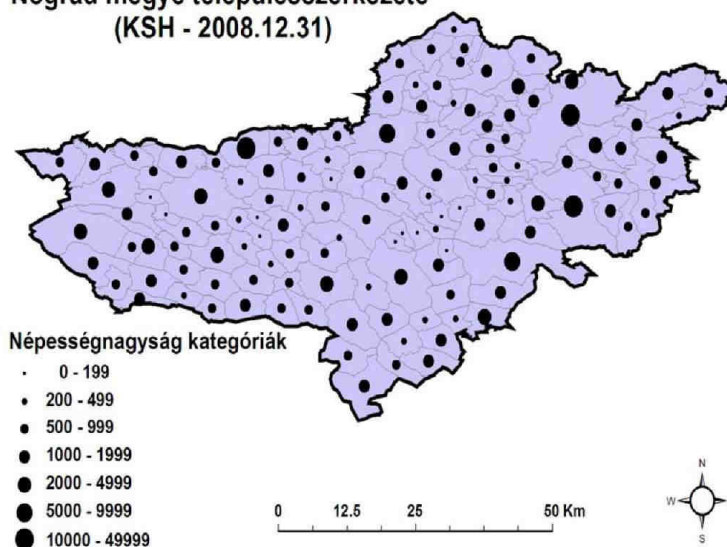 Nógrád megye településszerkezete
(KSH - 2008.12.31)
Népességnagyság kategóriák
0 - 199
200 - 499
500 - 999
1000 - 1999
2000 - 4999
5000 - 9999
10000 - 49999
0 12.5 25 50 Km
N
W
S